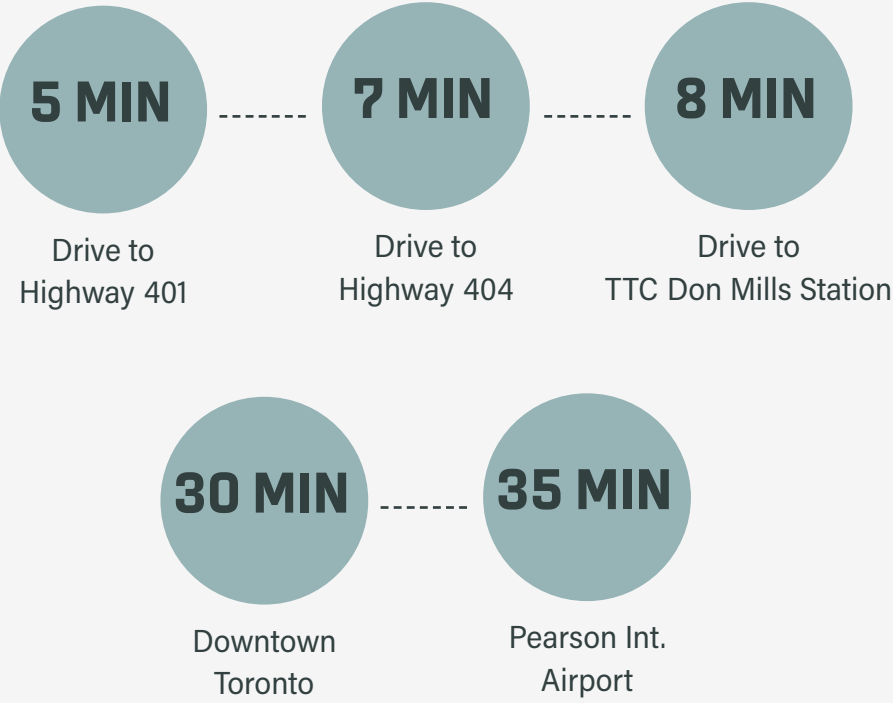 5 MIN
Drive to
Highway 401
7 MIN
Drive to
Highway 404
8 MIN
Drive to
TTC Don Mills Station
30 MIN
Downtown
Toronto
35 MIN
Pearson Int.
Airport